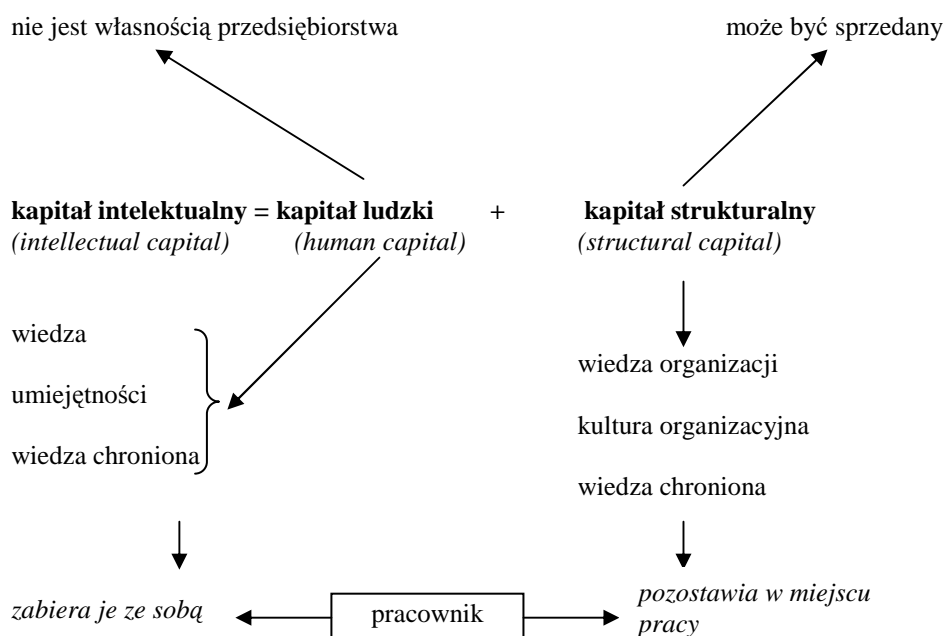 nie jest własnością przedsiębiorstwa
może być sprzedany
kapitał intelektualny = kapitał ludzki + kapitał strukturalny
(intellectual capital) (human capital) (structural capital)
wiedza
umiejętności
wiedza chroniona
wiedza organizacji
kultura organizacyjna
wiedza chroniona
zabiera je ze sobą
pracownik
pozostawia w miejscu
pracy